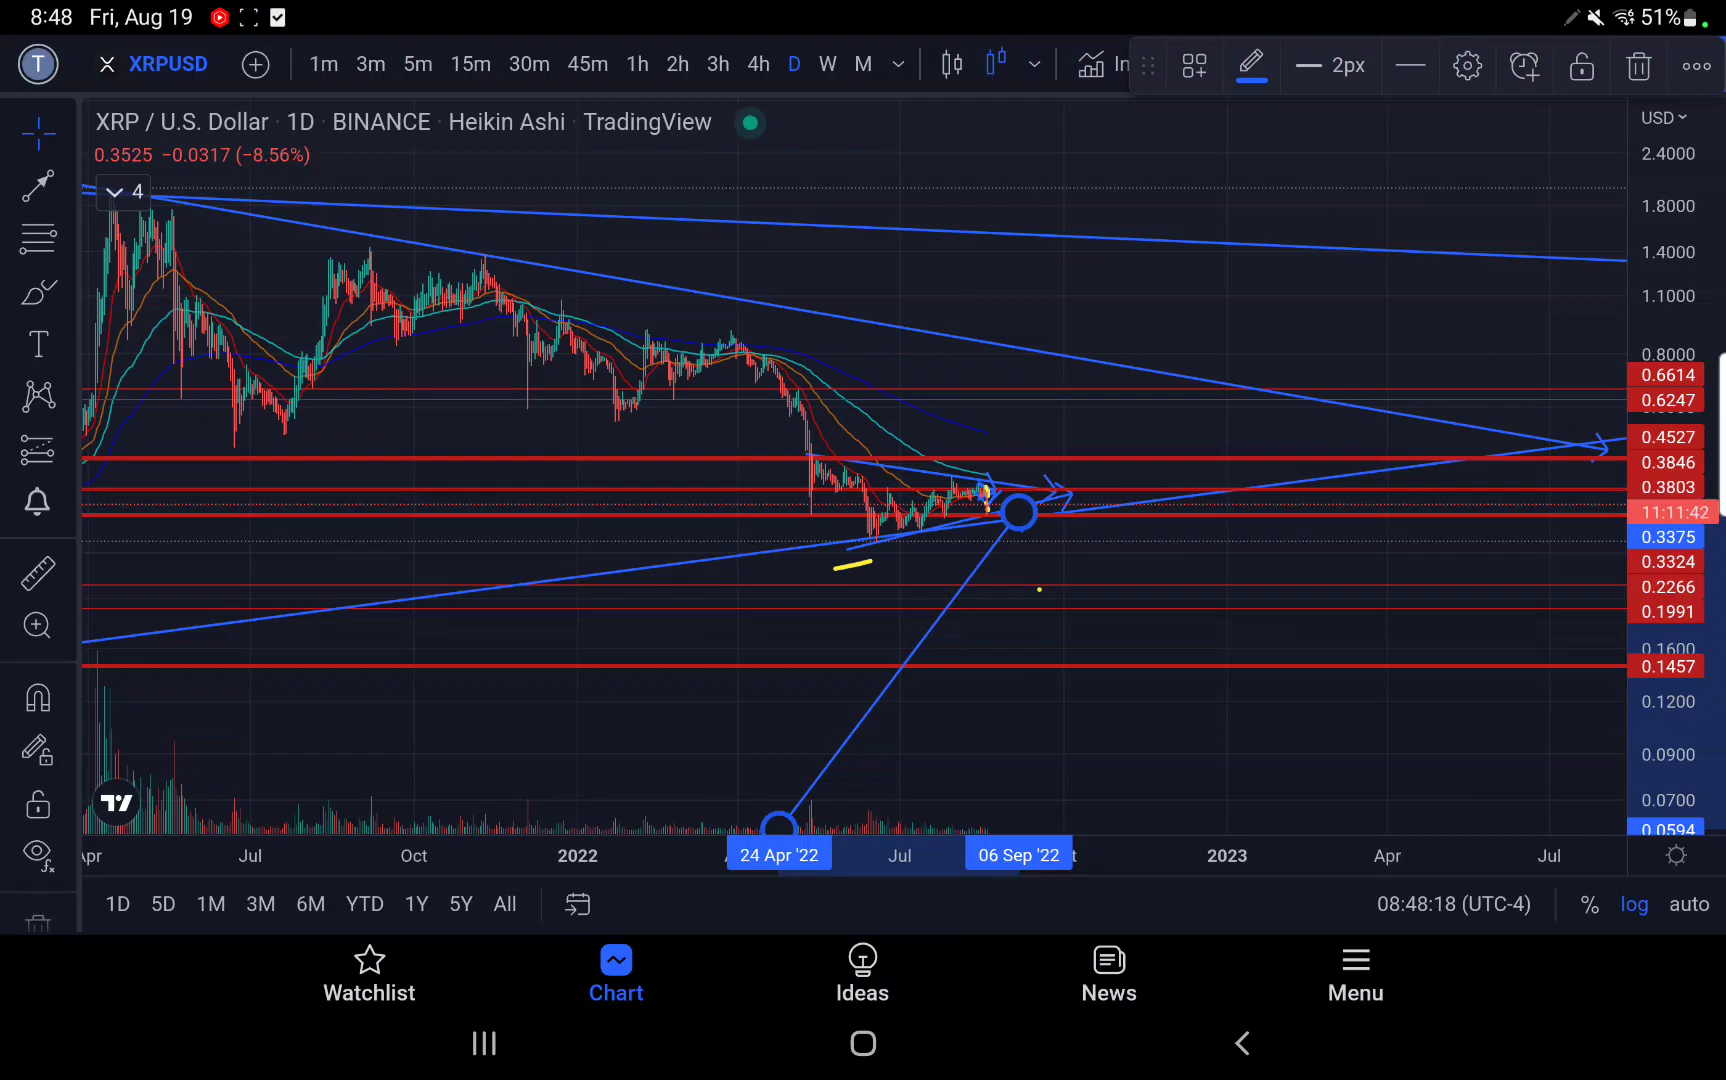 8:48 Fri, Aug 19 51%
T XRPUSD 1m 3m 5m 15m 30m 45m 1h 2h 3h 4h D W M In 2px
XRP / U.S. Dollar · 1D · BINANCE · Heikin Ashi · TradingView
USD
0.3525 −0.0317 (−8.56%)
4
2.4000
1.8000
1.4000
1.1000
0.8000
0.6614
0.6247
0.4527
0.3846
0.3803
11:11:42
0.3375
0.3324
0.2266
0.1991
0.1600
0.1457
0.1200
0.0900
0.0700
0.0594
Apr Jul Oct 2022 24 Apr '22 Jul 06 Sep '22 2023 Apr Jul
1D 5D 1M 3M 6M YTD 1Y 5Y All 08:48:18 (UTC-4) % log auto
Watchlist Chart Ideas News Menu